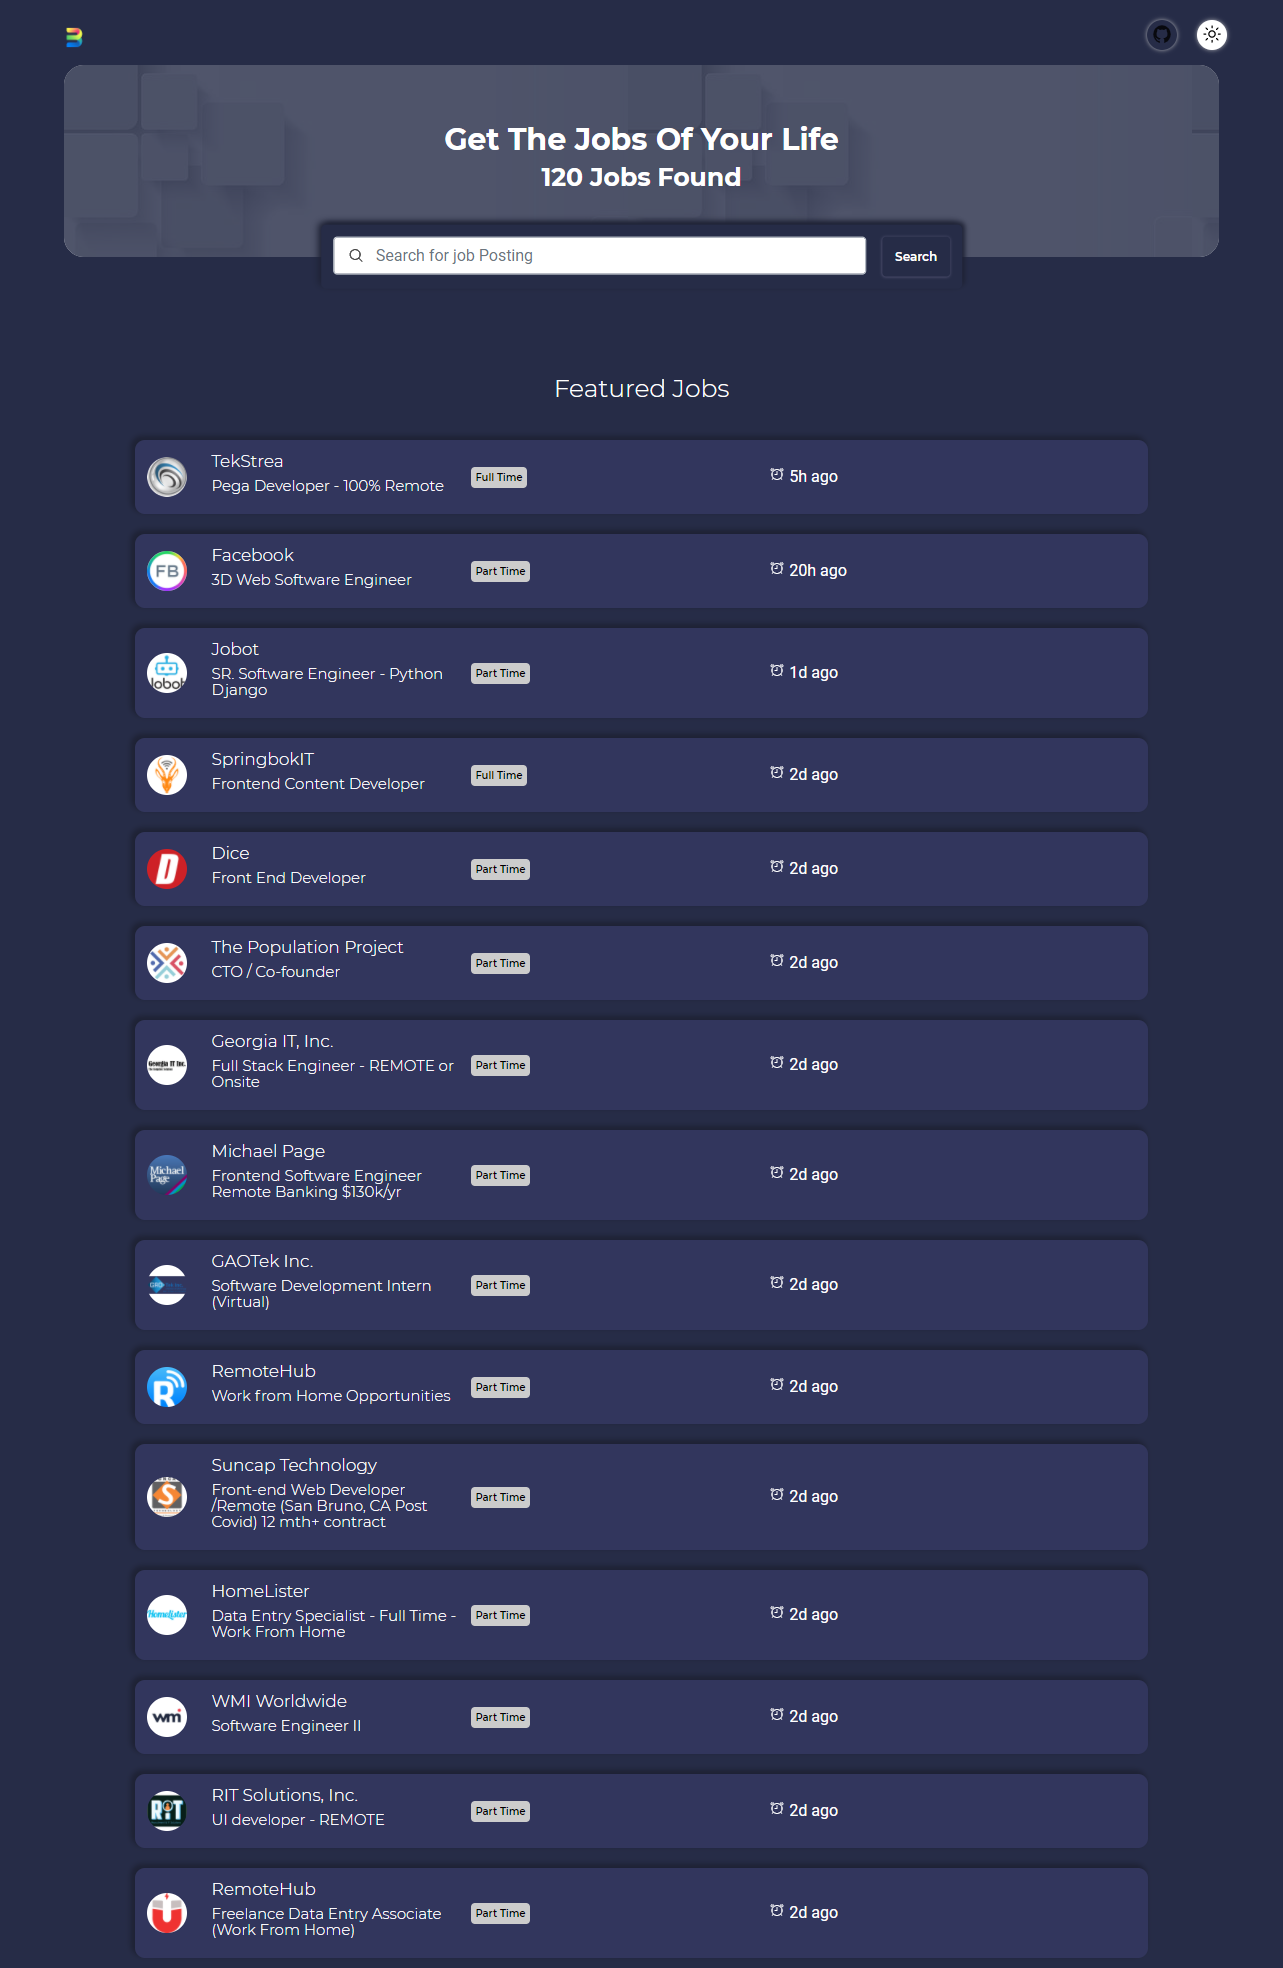 Get The Jobs Of Your Life
120 Jobs Found
Search for job Posting
Search
Featured Jobs
TekStrea
Pega Developer - 100% Remote
Full Time
5h ago
FB
Facebook
3D Web Software Engineer
Part Time
20h ago
Jobot
Jobot
SR. Software Engineer - Python
Django
Part Time
1d ago
SpringbokIT
Frontend Content Developer
Full Time
2d ago
D
Dice
Front End Developer
Part Time
2d ago
The Population Project
CTO / Co-founder
Part Time
2d ago
Georgia IT Inc.
Georgia IT, Inc.
Full Stack Engineer - REMOTE or
Onsite
Part Time
2d ago
Michael
Page
Michael Page
Frontend Software Engineer
Remote Banking $130k/yr
Part Time
2d ago
GAOTek Inc.
Software Development Intern
(Virtual)
Part Time
2d ago
R
RemoteHub
Work from Home Opportunities
Part Time
2d ago
S
Suncap Technology
Front-end Web Developer
/Remote (San Bruno, CA Post
Covid) 12 mth+ contract
Part Time
2d ago
HomeLister
HomeLister
Data Entry Specialist - Full Time -
Work From Home
Part Time
2d ago
wmi
WMI Worldwide
Software Engineer II
Part Time
2d ago
RIT
RIT Solutions, Inc.
UI developer - REMOTE
Part Time
2d ago
RemoteHub
Freelance Data Entry Associate
(Work From Home)
Part Time
2d ago